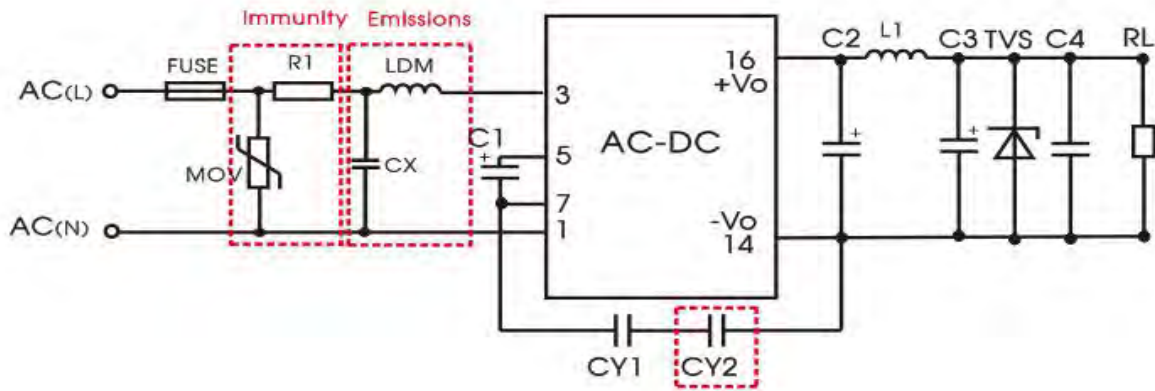 Immunity Emissions
FUSE R1 LDM
AC(L)
MOV
CX
AC(N)
C1
+
3
5
7
1
AC-DC
16
+Vo
-Vo
14
C2 L1 C3 TVS C4 RL
+
+
CY1 CY2